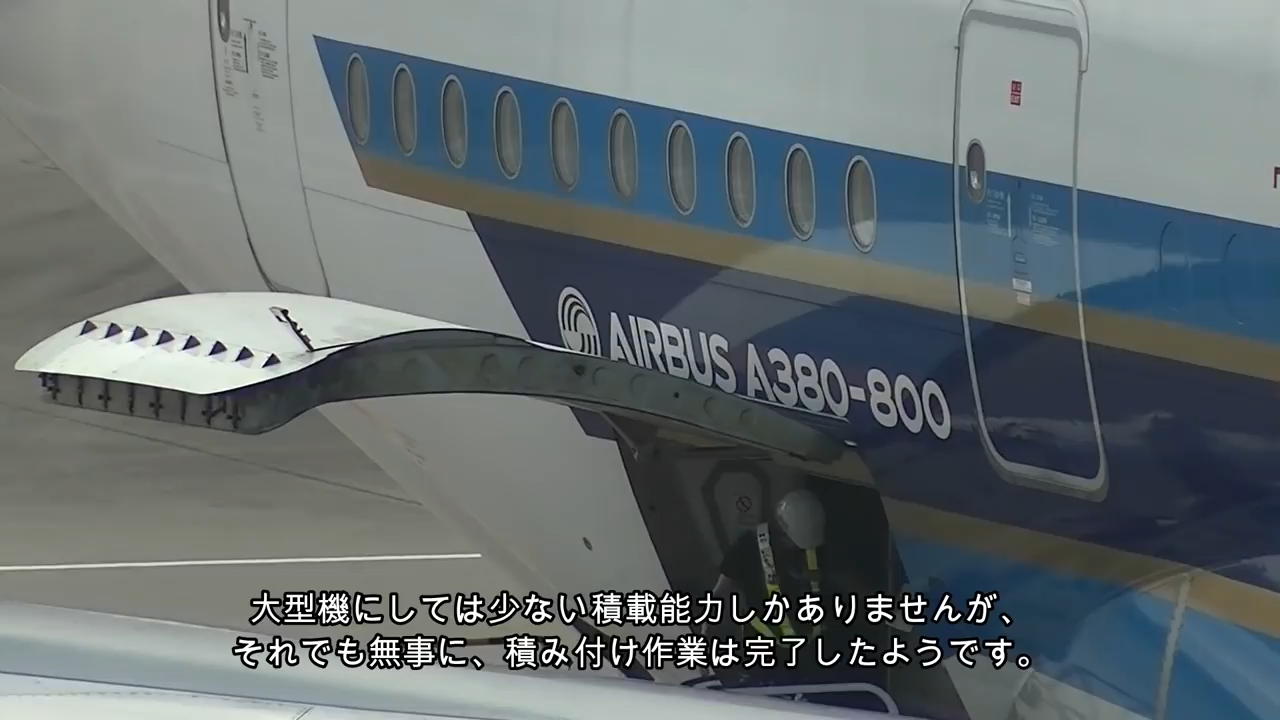 AIRBUS A380-800
大型機にしては少ない積載能力しかありませんが、
それでも無事に、積み付け作業は完了したようです。